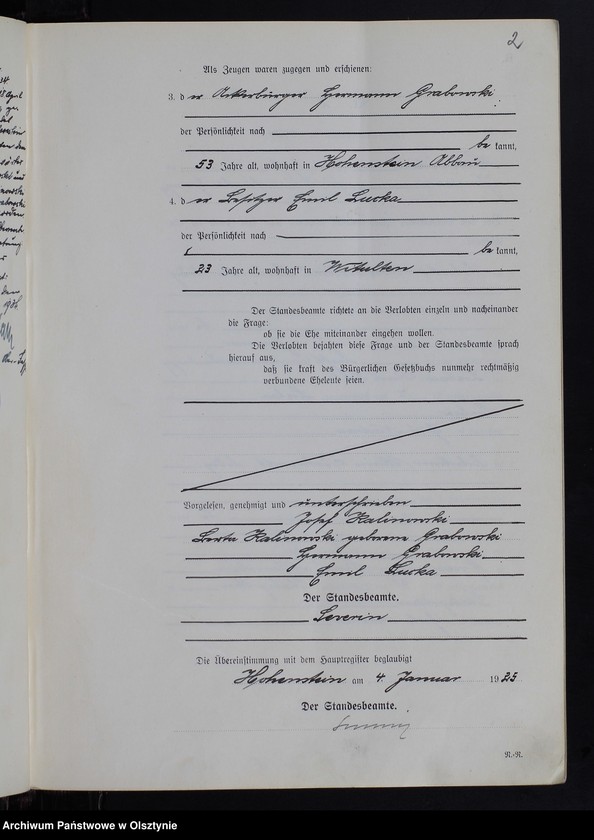 2
Als Zeugen waren zugegen und erschienen:
3. der Ackerbürger Hermann Grabowski
der Persönlichkeit nach
bekannt,
53 Jahre alt, wohnhaft in Hohenstein Abbau
4. der Besitzer Emil Lucka
der Persönlichkeit nach
bekannt,
23 Jahre alt, wohnhaft in
Der Standesbeamte richtete an die Verlobten einzeln und nacheinander
die Frage:
ob sie die Ehe miteinander eingehen wollen.
Die Verlobten bejahten diese Frage und der Standesbeamte sprach
hierauf aus,
daß sie kraft des Bürgerlichen Gesetzbuchs nunmehr rechtmäßig
verbundene Eheleute seien.
Vorgelesen, genehmigt und unterschrieben
Josef Kalinowski
Berta Kalinowski geborene Grabowski
Hermann Grabowski
Emil Lucka
Der Standesbeamte.
Severin
Die Übereinstimmung mit dem Hauptregister beglaubigt
Hohenstein am 4. Januar 1925
Der Standesbeamte.
N.-R.
Archiwum Państwowe w Olsztynie